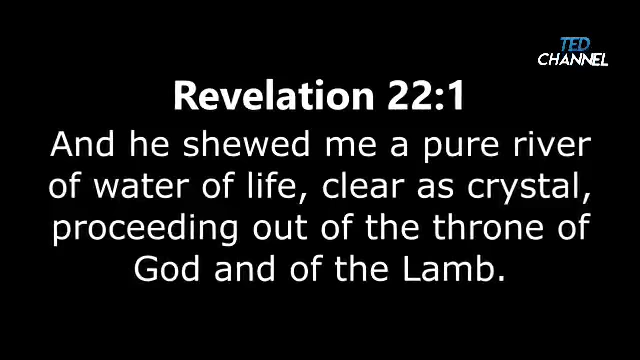 TED
CHANNEL
Revelation 22:1
And he shewed me a pure river
of water of life, clear as crystal,
proceeding out of the throne of
God and of the Lamb.